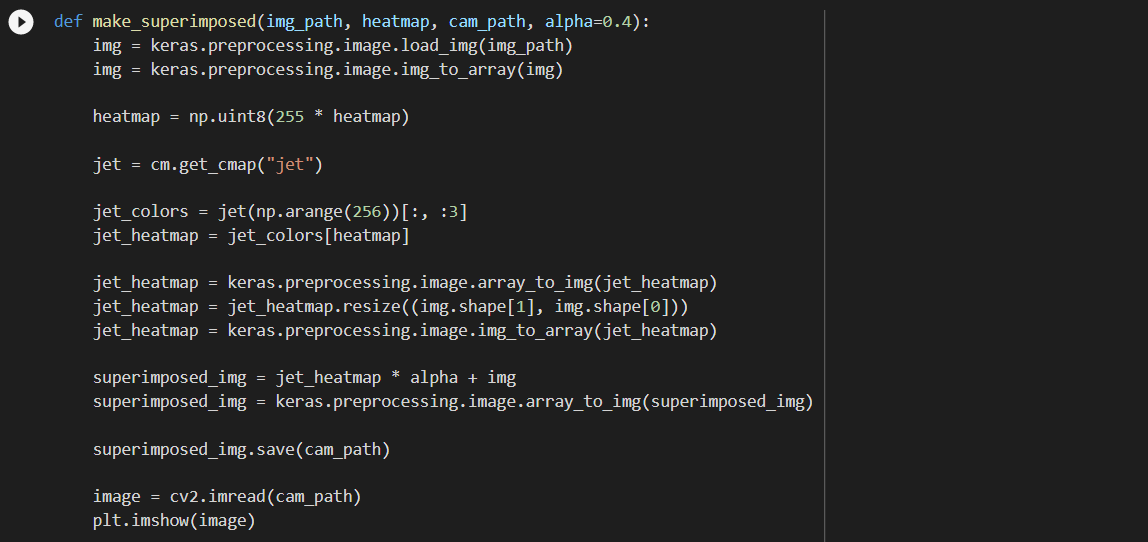 def make_superimposed(img_path, heatmap, cam_path, alpha=0.4):
    img = keras.preprocessing.image.load_img(img_path)
    img = keras.preprocessing.image.img_to_array(img)
    heatmap = np.uint8(255 * heatmap)
    jet = cm.get_cmap("jet")
    jet_colors = jet(np.arange(256))[:, :3]
    jet_heatmap = jet_colors[heatmap]
    jet_heatmap = keras.preprocessing.image.array_to_img(jet_heatmap)
    jet_heatmap = jet_heatmap.resize((img.shape[1], img.shape[0]))
    jet_heatmap = keras.preprocessing.image.img_to_array(jet_heatmap)
    superimposed_img = jet_heatmap * alpha + img
    superimposed_img = keras.preprocessing.image.array_to_img(superimposed_img)
    superimposed_img.save(cam_path)
    image = cv2.imread(cam_path)
    plt.imshow(image)